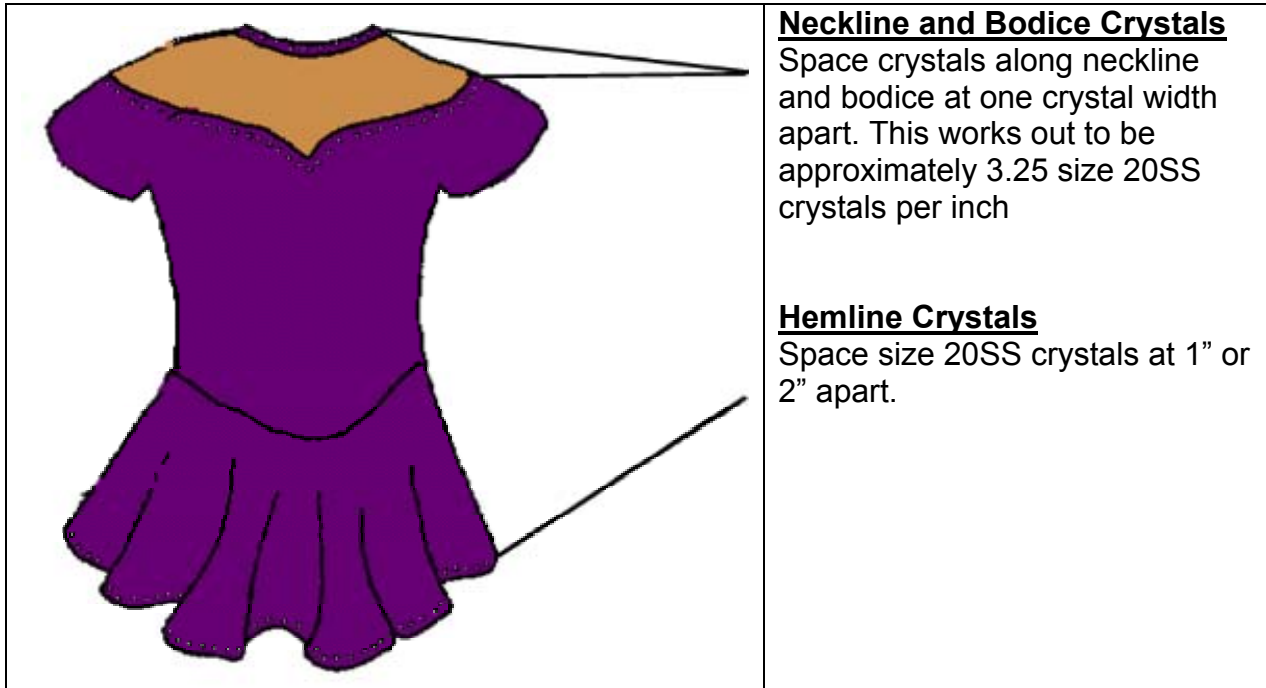 Neckline and Bodice Crystals
Space crystals along neckline
and bodice at one crystal width
apart. This works out to be
approximately 3.25 size 20SS
crystals per inch
Hemline Crystals
Space size 20SS crystals at 1” or
2” apart.